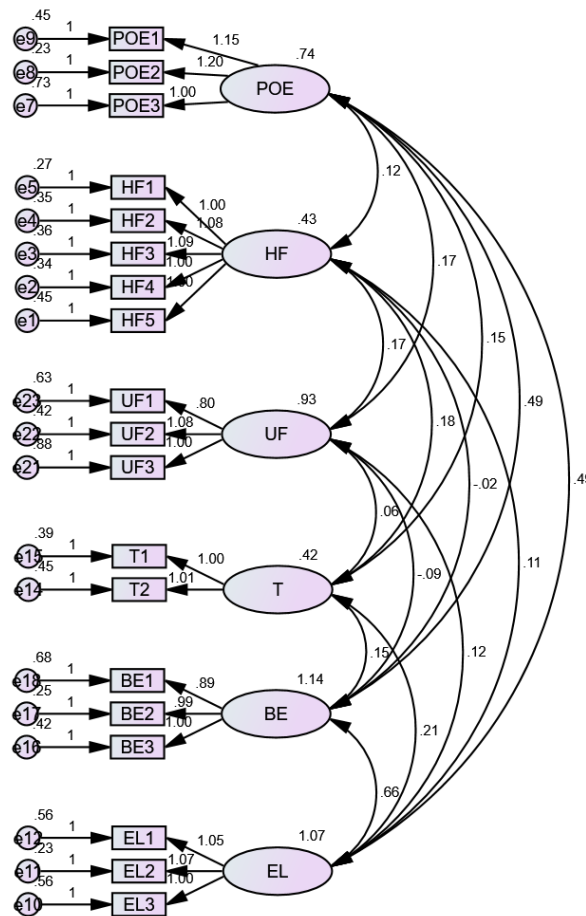 .45
e9 1 POE1 1.15 .74
.23
e8 1 POE2 1.20 POE
.73
e7 1 POE3 1.00
.12
.27
e5 1 HF1 1.00 .43
.35
e4 1 HF2 1.08
.36
e3 1 HF3 1.09 HF .17
.34
e2 1 HF4 1.00
.45
e1 1 HF5
.17 .15
.63
e23 1 UF1 .80 .93 .49
.42
e22 1 UF2 1.08 UF .18
e21 1 UF3 1.00
-.02
.06
.39
e15 1 T1 1.00 .42 .11
.45
e14 1 T2 1.01 T -.09
.15 .12
.68
e18 1 BE1 .89 1.14
.25
e17 1 BE2 .99 BE
.42
e16 1 BE3 1.00 .21
.66
.56
e12 1 EL1 1.05 1.07
.23
e11 1 EL2 1.07 EL
.56
e10 1 EL3 1.00